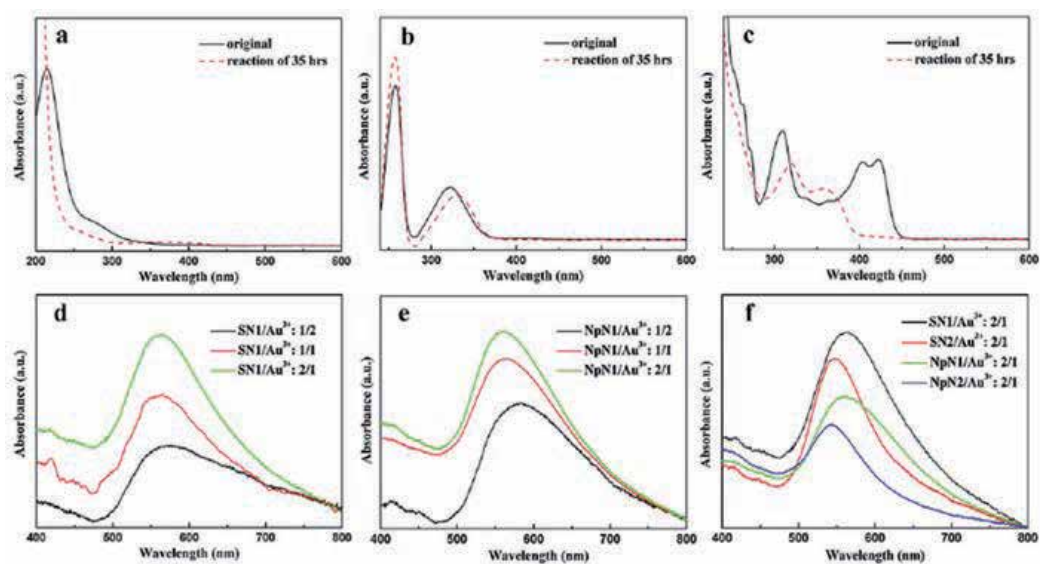 a
original
reaction of 35 hrs
Absorbance (a.u.)
200 300 400 500 600
Wavelength (nm)
b
original
reaction of 35 hrs
Absorbance (a.u.)
300 400 500 600
Wavelength (nm)
c
original
reaction of 35 hrs
Absorbance (a.u.)
300 400 500 600
Wavelength (nm)
d
SN1/Au³⁺: 1/2
SN1/Au³⁺: 1/1
SN1/Au³⁺: 2/1
Absorbance (a.u.)
400 500 600 700 800
Wavelength (nm)
e
NpN1/Au³⁺: 1/2
NpN1/Au³⁺: 1/1
NpN1/Au³⁺: 2/1
Absorbance (a.u.)
400 500 600 700 800
Wavelength (nm)
f
SN1/Au³⁺: 2/1
SN2/Au³⁺: 2/1
NpN1/Au³⁺: 2/1
NpN2/Au³⁺: 2/1
Absorbance (a.u.)
400 500 600 700 800
Wavelength (nm)